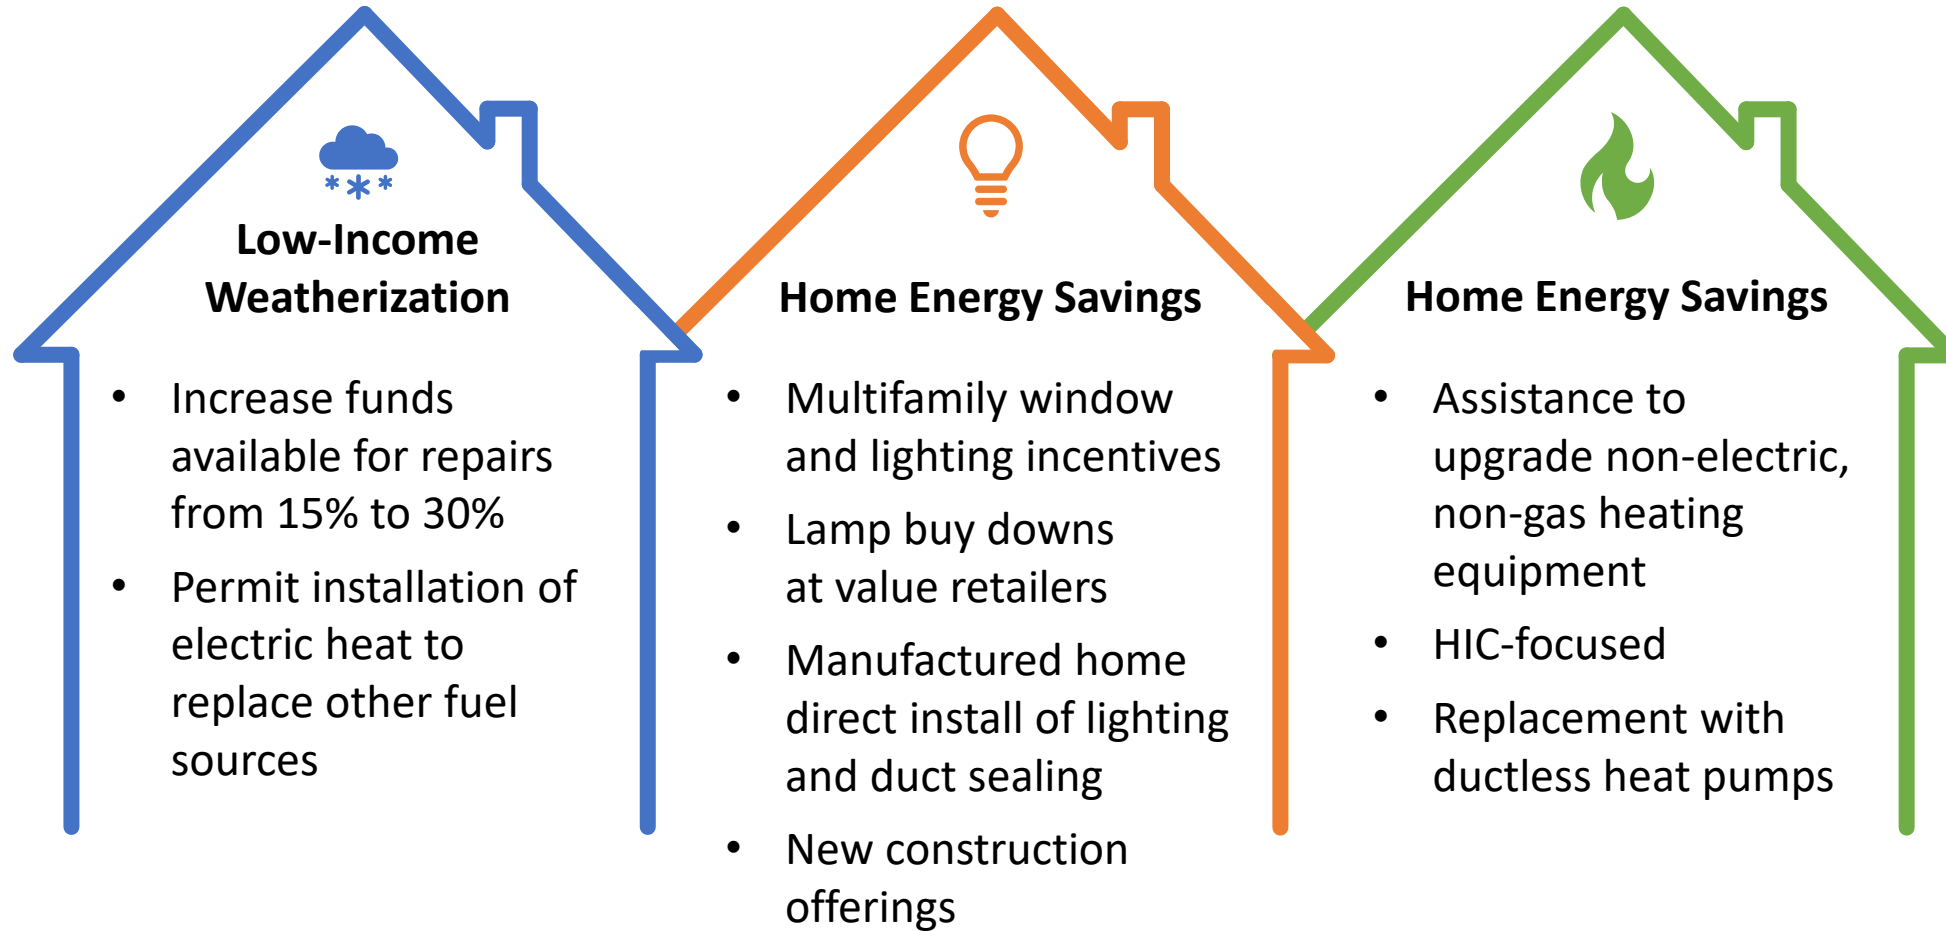 Low-Income
Weatherization
• Increase funds
available for repairs
from 15% to 30%
• Permit installation of
electric heat to
replace other fuel
sources
Home Energy Savings
• Multifamily window
and lighting incentives
• Lamp buy downs
at value retailers
• Manufactured home
direct install of lighting
and duct sealing
• New construction
offerings
Home Energy Savings
• Assistance to
upgrade non-electric,
non-gas heating
equipment
• HIC-focused
• Replacement with
ductless heat pumps